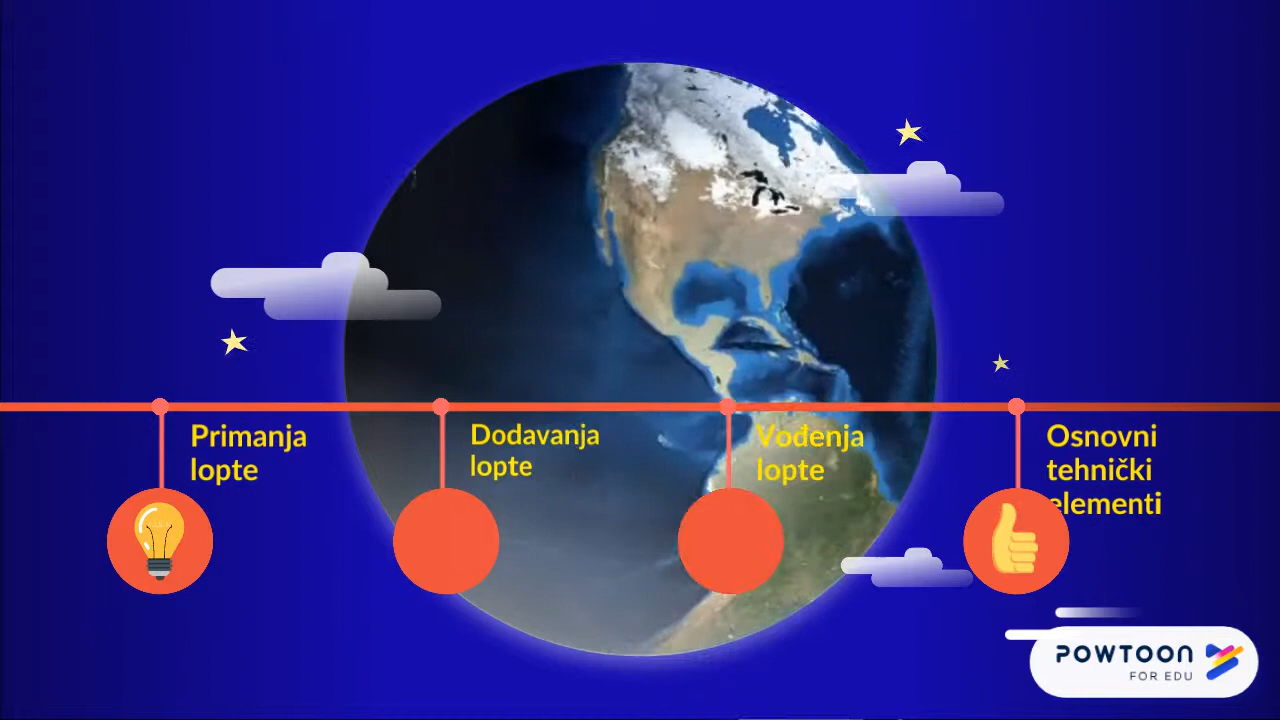 Primanja
lopte
Dodavanja
lopte
Vođenja
lopte
Osnovni
tehnički
elementi
POWTOON
FOR EDU